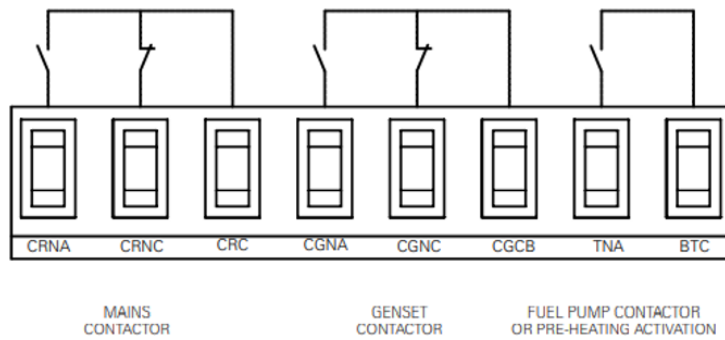 CRNA CRNC CRC CGNA CGNC CGCB TNA BTC
MAINS
CONTACTOR
GENSET
CONTACTOR
FUEL PUMP CONTACTOR
OR PRE-HEATING ACTIVATION